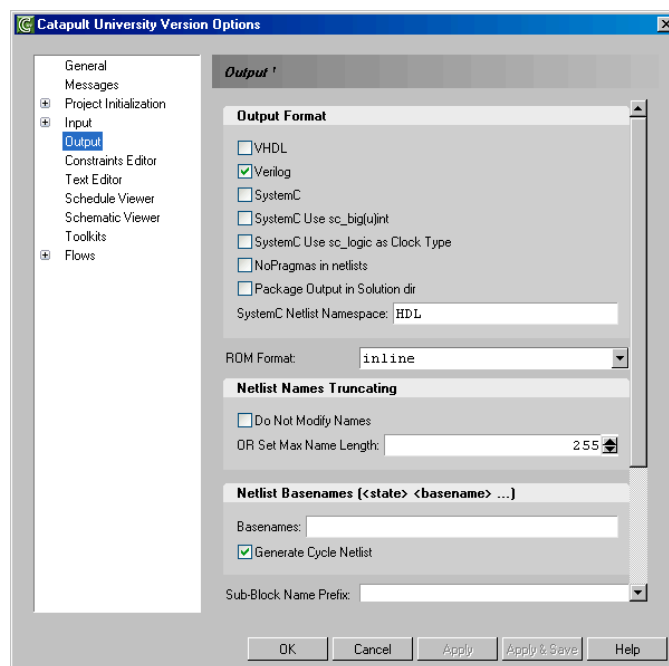 Catapult University Version Options
General
Messages
Project Initialization
Input
Output
Constraints Editor
Text Editor
Schedule Viewer
Schematic Viewer
Toolkits
Flows
Output
Output Format
VHDL
Verilog
SystemC
SystemC Use sc_big(u)int
SystemC Use sc_logic as Clock Type
NoPragmas in netlists
Package Output in Solution dir
SystemC Netlist Namespace: HDL
ROM Format: inline
Netlist Names Truncating
Do Not Modify Names
OR Set Max Name Length: 255
Netlist Basenames (<state> <basename> ...)
Basenames:
Generate Cycle Netlist
Sub-Block Name Prefix:
OK Cancel Apply Apply & Save Help